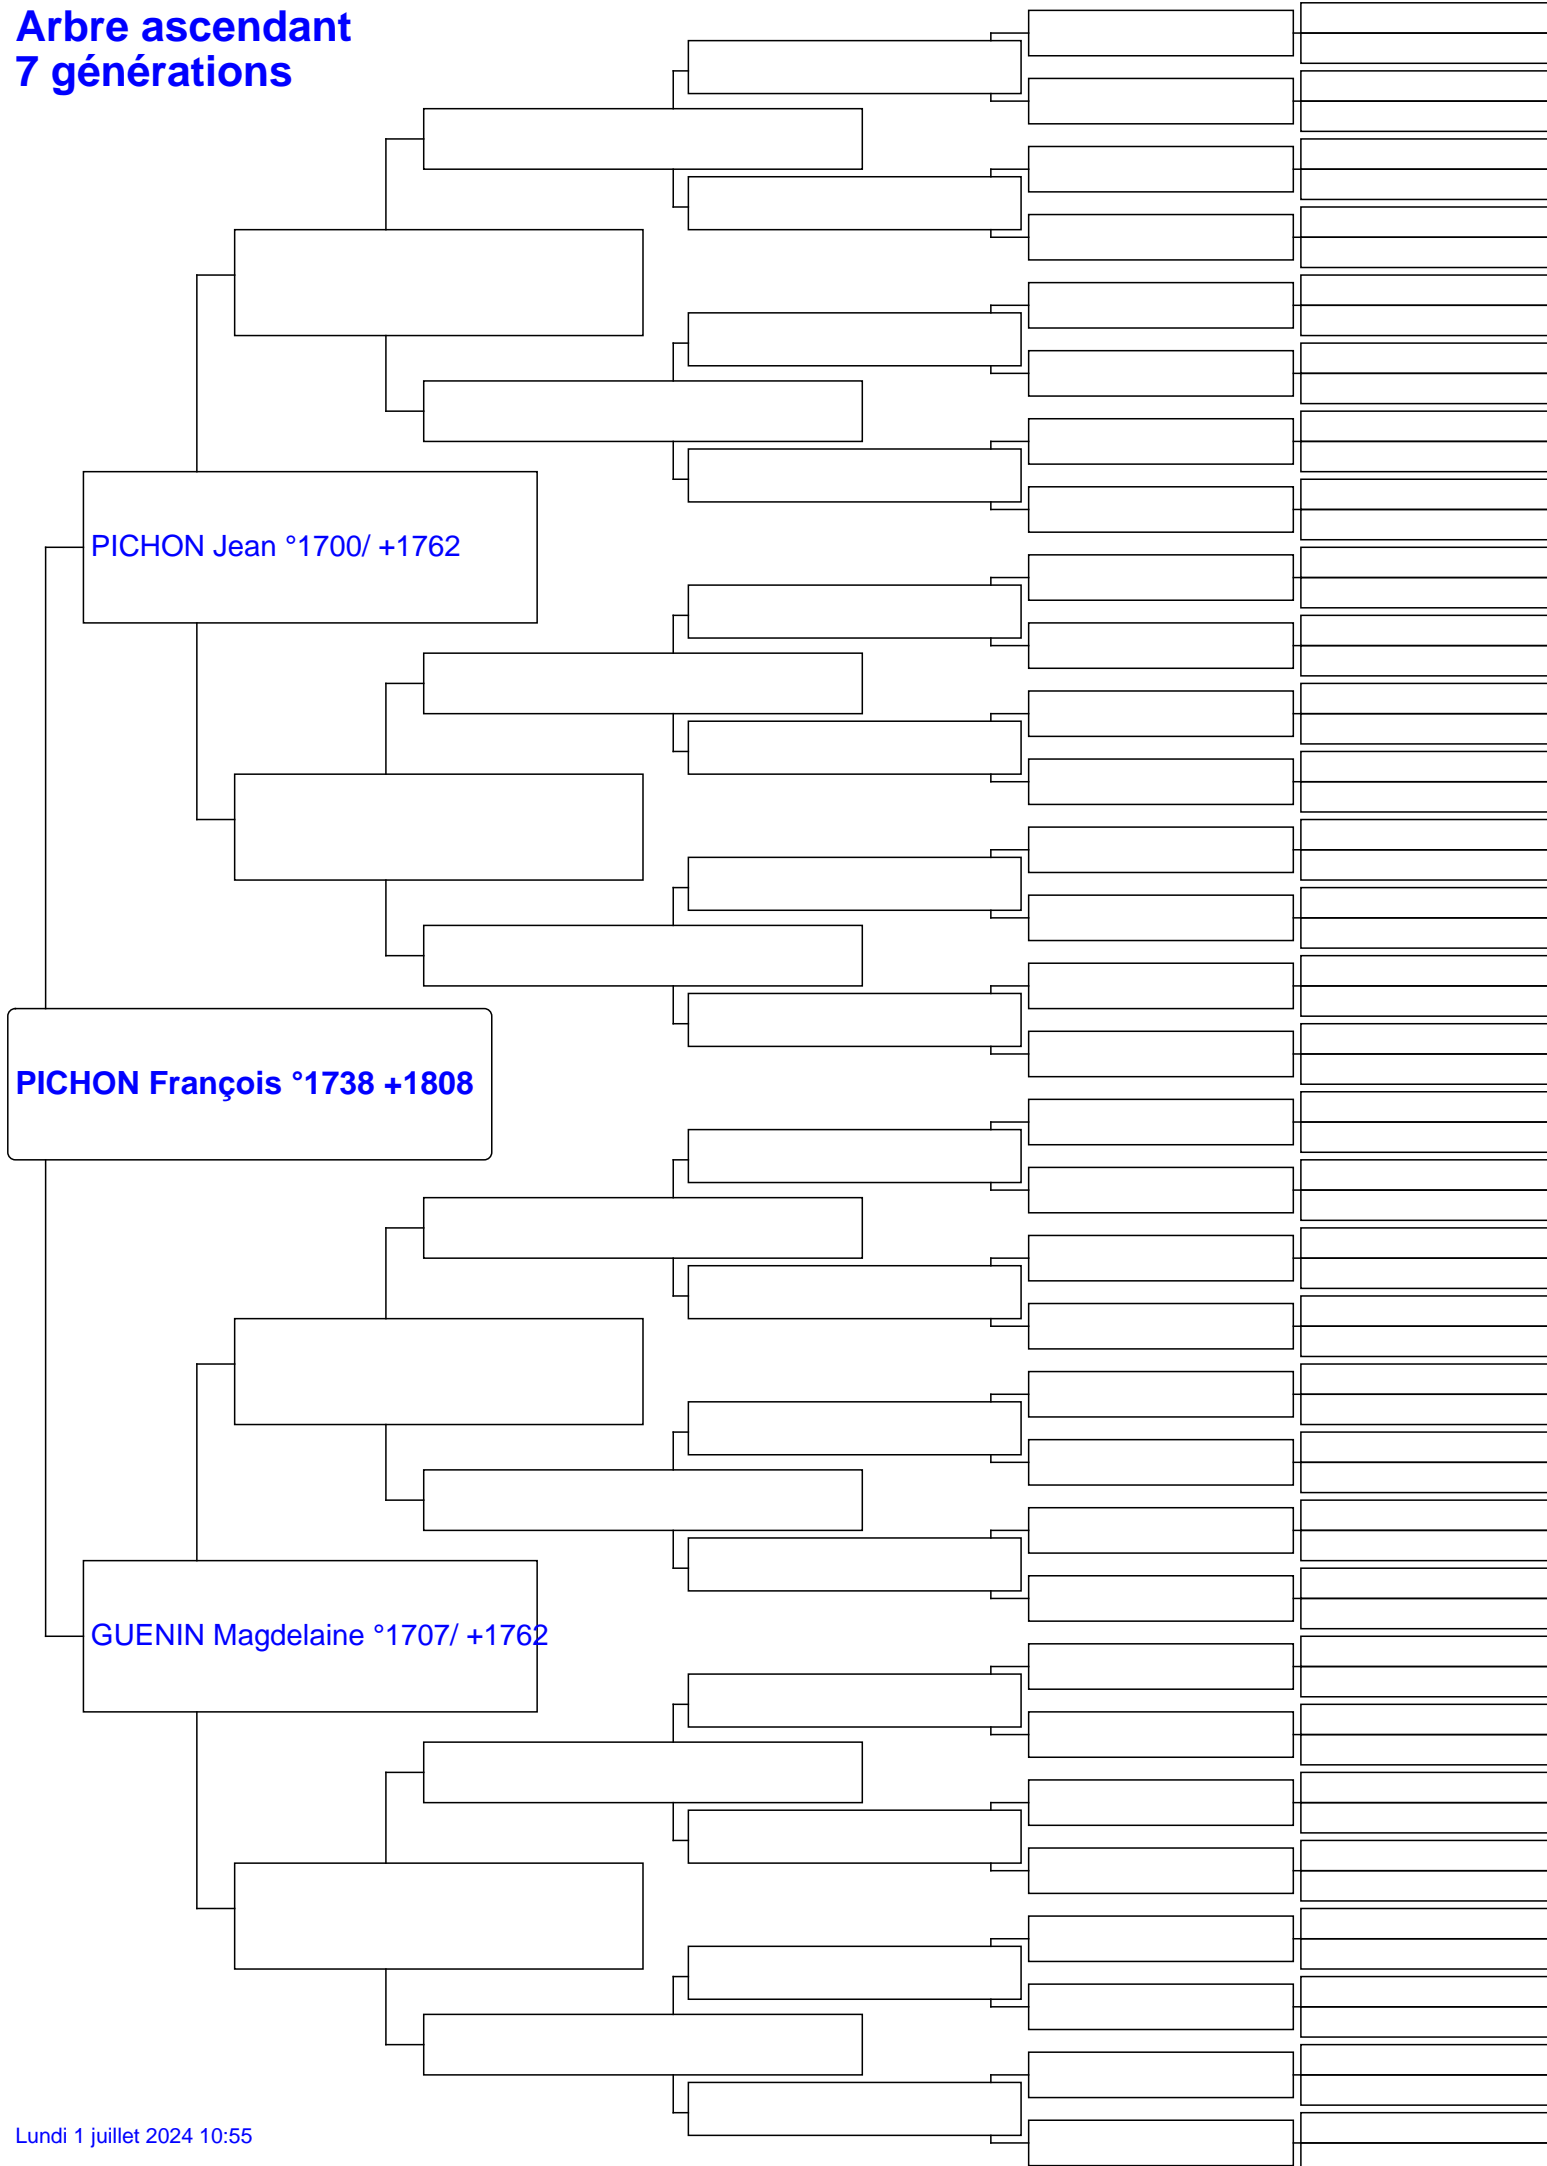 Arbre ascendant
7 générations
PICHON Jean °1700/ +1762
PICHON François °1738 +1808
GUENIN Magdelaine °1707/ +1762
Lundi 1 juillet 2024 10:55